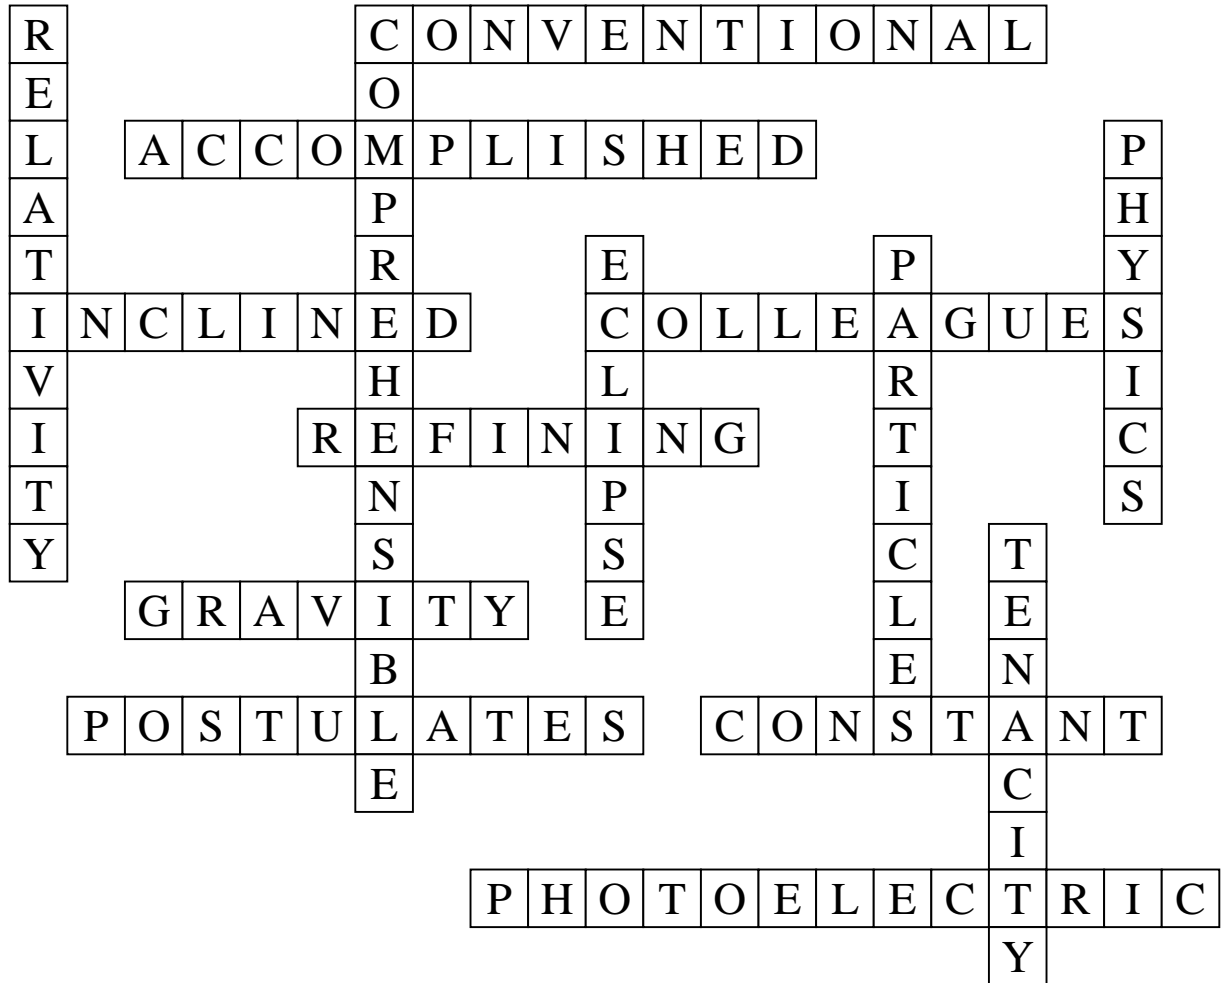 RELATIVITY
CONVENTIONAL
COMPREHENSIBLE
ACCOMPLISHED
PHYSICS
ECLIPSE
PARTICLES
INCLINED
COLLEAGUES
REFINING
TENACITY
GRAVITY
POSTULATES
CONSTANT
PHOTOELECTRIC